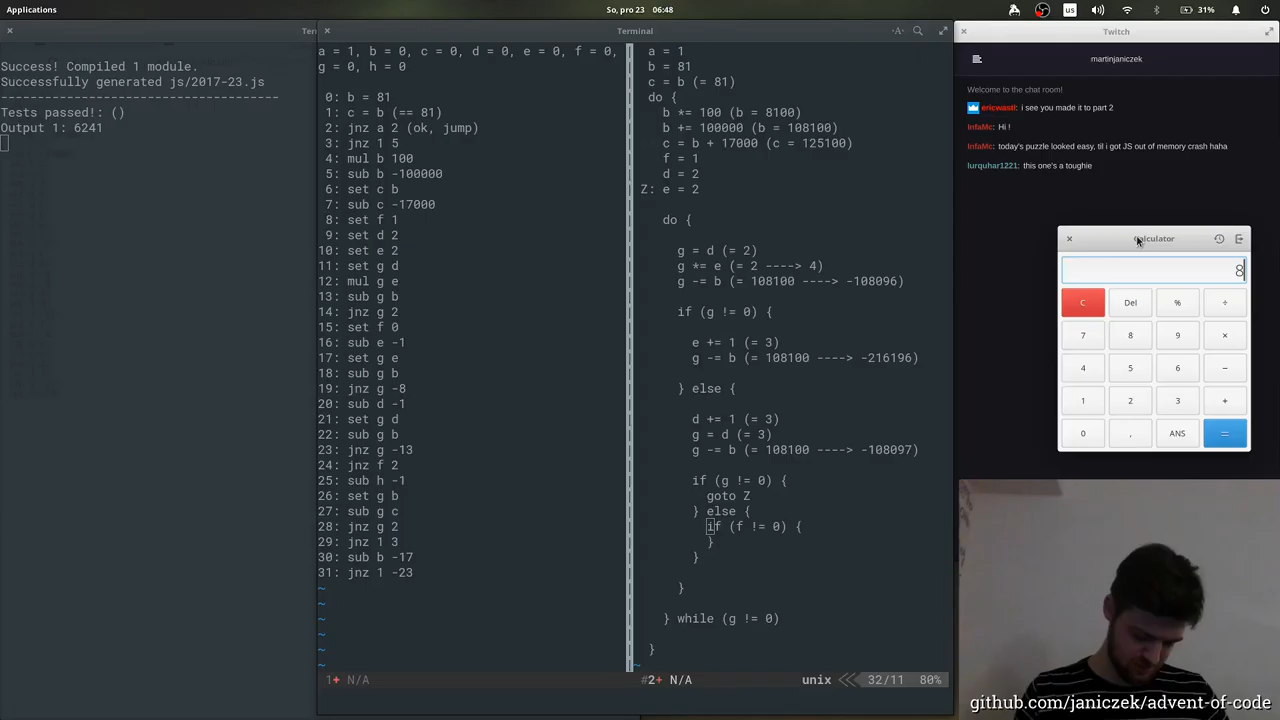 Applications
So, pro 23 06:48
us
31%
Ter
Success! Compiled 1 module.
Successfully generated js/2017-23.js
------------------------------------
Tests passed!: ()
Output 1: 6241
Terminal
a = 1, b = 0, c = 0, d = 0, e = 0, f = 0,
g = 0, h = 0
0: b = 81
1: c = b (== 81)
2: jnz a 2 (ok, jump)
3: jnz 1 5
4: mul b 100
5: sub b -100000
6: set c b
7: sub c -17000
8: set f 1
9: set d 2
10: set e 2
11: set g d
12: mul g e
13: sub g b
14: jnz g 2
15: set f 0
16: sub e -1
17: set g e
18: sub g b
19: jnz g -8
20: sub d -1
21: set g d
22: sub g b
23: jnz g -13
24: jnz f 2
25: sub h -1
26: set g b
27: sub g c
28: jnz g 2
29: jnz 1 3
30: sub b -17
31: jnz 1 -23
~
~
~
~
~
~
1+ N/A
a = 1
b = 81
c = b (= 81)
do {
b *= 100 (b = 8100)
b += 100000 (b = 108100)
c = b + 17000 (c = 125100)
f = 1
d = 2
Z: e = 2
do {
g = d (= 2)
g *= e (= 2 ----> 4)
g -= b (= 108100 ----> -108096)
if (g != 0) {
e += 1 (= 3)
g -= b (= 108100 ----> -216196)
} else {
d += 1 (= 3)
g = d (= 3)
g -= b (= 108100 ----> -108097)
if (g != 0) {
goto Z
} else {
if (f != 0) {
}
}
}
} while (g != 0)
}
~
#2+ N/A
unix
32/11 80%
Twitch
martinjaniczek
Welcome to the chat room!
ericwastl: i see you made it to part 2
InfaMc: Hi !
InfaMc: today's puzzle looked easy, til i got JS out of memory crash haha
lurquhar1221: this one's a toughie
Calculator
8
C Del % ÷
7 8 9 ×
4 5 6 −
1 2 3 +
0 , ANS =
github.com/janiczek/advent-of-code